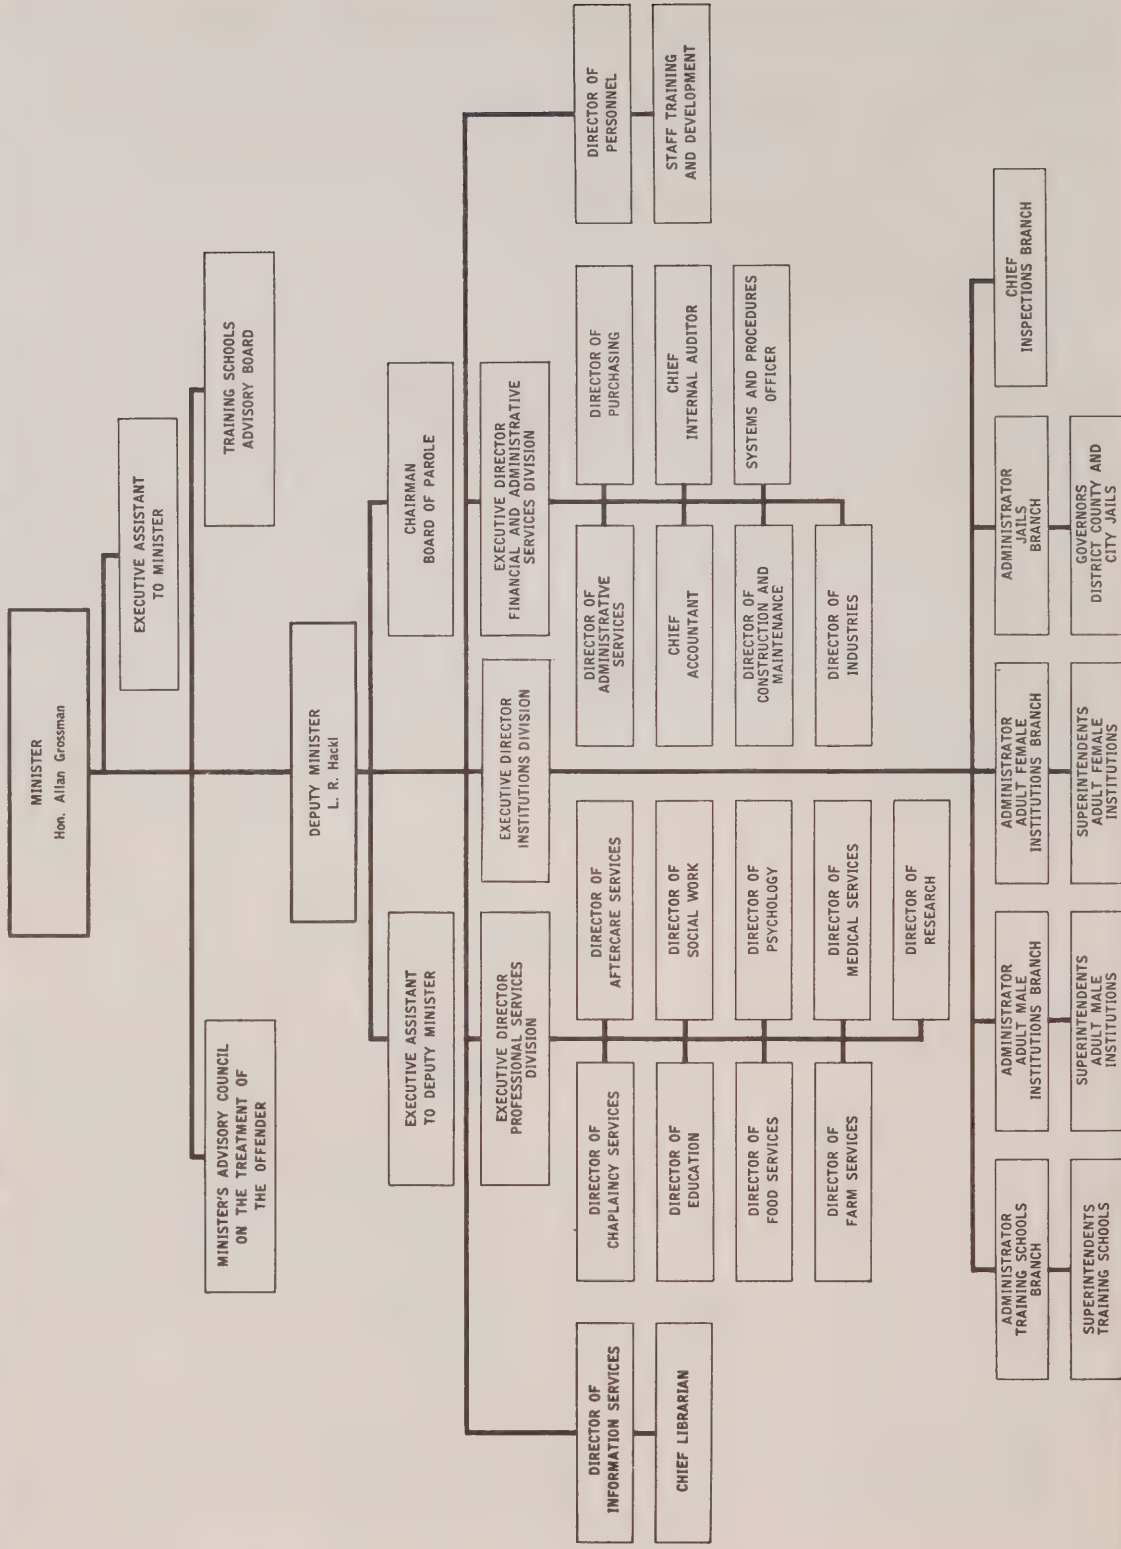 MINISTER
Hon. Allan Grossman
EXECUTIVE ASSISTANT
TO MINISTER
MINISTER'S ADVISORY COUNCIL
ON THE TREATMENT OF
THE OFFENDER
TRAINING SCHOOLS
ADVISORY BOARD
DEPUTY MINISTER
L. R. Hackl
EXECUTIVE ASSISTANT
TO DEPUTY MINISTER
CHAIRMAN
BOARD OF PAROLE
EXECUTIVE DIRECTOR
PROFESSIONAL SERVICES
DIVISION
EXECUTIVE DIRECTOR
INSTITUTIONS DIVISION
EXECUTIVE DIRECTOR
FINANCIAL AND ADMINISTRATIVE
SERVICES DIVISION
DIRECTOR OF
INFORMATION SERVICES
CHIEF LIBRARIAN
DIRECTOR OF
CHAPLAINCY SERVICES
DIRECTOR OF
AFTERCARE SERVICES
DIRECTOR OF
EDUCATION
DIRECTOR OF
SOCIAL WORK
DIRECTOR OF
FOOD SERVICES
DIRECTOR OF
PSYCHOLOGY
DIRECTOR OF
FARM SERVICES
DIRECTOR OF
MEDICAL SERVICES
DIRECTOR OF
RESEARCH
DIRECTOR OF
ADMINISTRATIVE
SERVICES
DIRECTOR OF
PURCHASING
CHIEF
ACCOUNTANT
CHIEF
INTERNAL AUDITOR
DIRECTOR OF
CONSTRUCTION AND
MAINTENANCE
SYSTEMS AND PROCEDURES
OFFICER
DIRECTOR OF
INDUSTRIES
DIRECTOR OF
PERSONNEL
STAFF TRAINING
AND DEVELOPMENT
ADMINISTRATOR
TRAINING SCHOOLS
BRANCH
SUPERINTENDENTS
TRAINING SCHOOLS
ADMINISTRATOR
ADULT MALE
INSTITUTIONS BRANCH
SUPERINTENDENTS
ADULT MALE
INSTITUTIONS
ADMINISTRATOR
ADULT FEMALE
INSTITUTIONS BRANCH
SUPERINTENDENTS
ADULT FEMALE
INSTITUTIONS
ADMINISTRATOR
JAILS
BRANCH
GOVERNORS
DISTRICT COUNTY AND
CITY JAILS
CHIEF
INSPECTIONS BRANCH